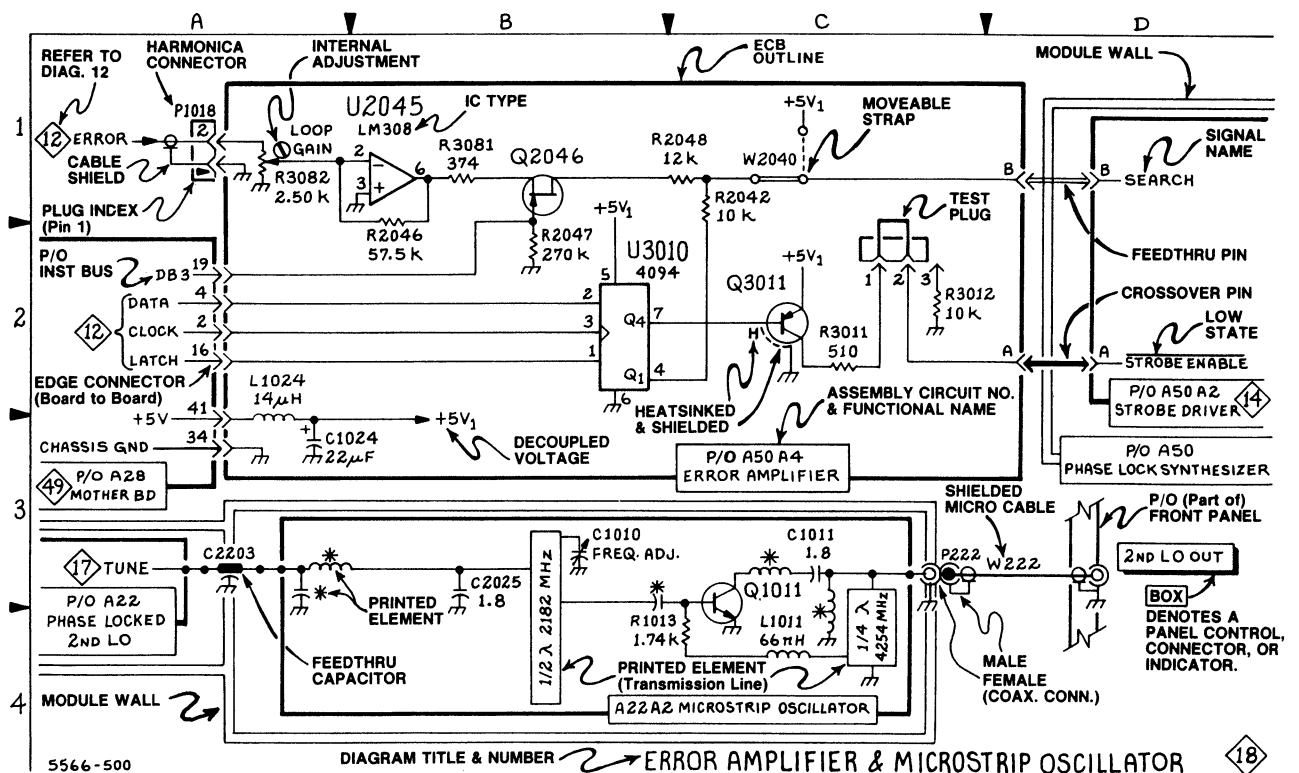 A B C D
REFER TO
DIAG. 12
HARMONICA
CONNECTOR
INTERNAL
ADJUSTMENT
ECB
OUTLINE
MODULE WALL
1
P1018
2
12
ERROR
CABLE
SHIELD
PLUG INDEX
(Pin 1)
LOOP
GAIN
R3082
2.50 K
U2045
LM308
IC TYPE
2
3
6
−
+
R3081
374
Q2046
R2046
57.5 K
R2047
270 K
R2048
12 K
W2040
R2042
10 K
+5V1
MOVEABLE
STRAP
B
B
SEARCH
SIGNAL
NAME
TEST
PLUG
FEEDTHRU PIN
P/O
INST BUS
DB3
19
2
12
DATA
4
CLOCK
2
LATCH
16
EDGE CONNECTOR
(Board to Board)
+5V1
U3010
4094
5
2
3
1
Q4
7
Q1
4
6
+5V1
Q3011
H
HEATSINKED
& SHIELDED
R3011
510
1
2
3
R3012
10 K
CROSSOVER PIN
LOW
STATE
A
A
STROBE ENABLE
P/O A50 A2
STROBE DRIVER
14
L1024
14µH
+5V
41
+
C1024
22µF
+5V1
DECOUPLED
VOLTAGE
CHASSIS GND
34
ASSEMBLY CIRCUIT NO.
& FUNCTIONAL NAME
P/O A50 A4
ERROR AMPLIFIER
P/O A50
PHASE LOCK SYNTHESIZER
49
P/O A28
MOTHER BD
3
SHIELDED
MICRO CABLE
P/O (Part of)
FRONT PANEL
17
TUNE
C2203
*
*
PRINTED
ELEMENT
C2025
1.8
1/2 λ 2182 MHz
C1010
FREQ. ADJ.
*
R1013
1.74K
Q1011
*
C1011
1.8
*
L1011
66nH
1/4 λ
4254 MHz
P222
W222
2ND LO OUT
BOX
DENOTES A
PANEL CONTROL,
CONNECTOR, OR
INDICATOR.
P/O A22
PHASE LOCKED
2ND LO
FEEDTHRU
CAPACITOR
PRINTED ELEMENT
(Transmission Line)
MALE
FEMALE
(COAX. CONN.)
4
MODULE WALL
A22A2 MICROSTRIP OSCILLATOR
5566-500
DIAGRAM TITLE & NUMBER
ERROR AMPLIFIER & MICROSTRIP OSCILLATOR
18